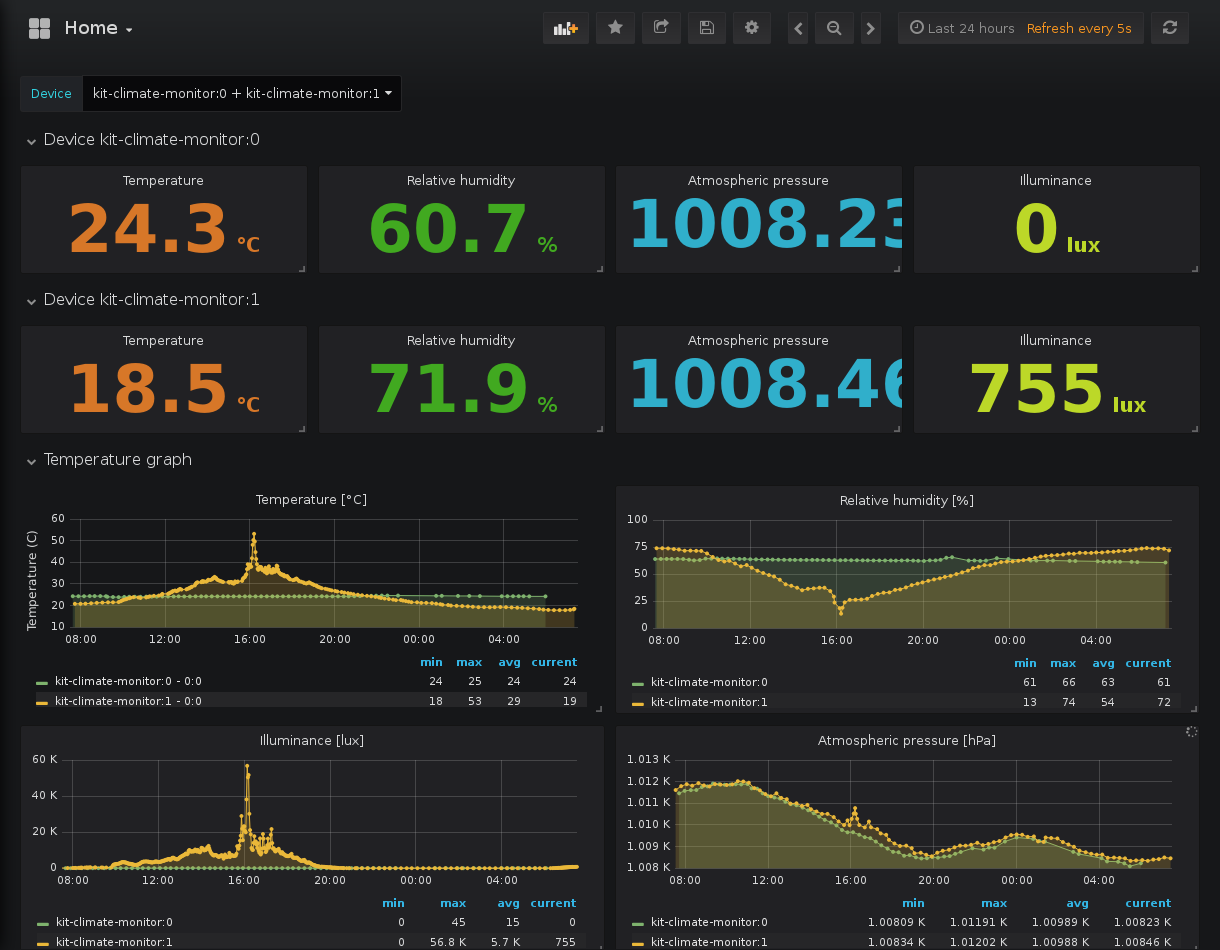 Home
Last 24 hours Refresh every 5s
Device kit-climate-monitor:0 + kit-climate-monitor:1
Device kit-climate-monitor:0
Temperature Relative humidity Atmospheric pressure Illuminance
24.3 °C 60.7 % 1008.23 0 lux
Device kit-climate-monitor:1
Temperature Relative humidity Atmospheric pressure Illuminance
18.5 °C 71.9 % 1008.46 755 lux
Temperature graph
Temperature [°C]
Temperature (C)
60
50
40
30
20
10
08:00 12:00 16:00 20:00 00:00 04:00
min max avg current
kit-climate-monitor:0 - 0:0 24 25 24 24
kit-climate-monitor:1 - 0:0 18 53 29 19
Relative humidity [%]
100
75
50
25
0
08:00 12:00 16:00 20:00 00:00 04:00
min max avg current
kit-climate-monitor:0 61 66 63 61
kit-climate-monitor:1 13 74 54 72
Illuminance [lux]
60 K
40 K
20 K
0
08:00 12:00 16:00 20:00 00:00 04:00
min max avg current
kit-climate-monitor:0 0 45 15 0
kit-climate-monitor:1 0 56.8 K 5.7 K 755
Atmospheric pressure [hPa]
1.013 K
1.012 K
1.011 K
1.010 K
1.009 K
1.008 K
08:00 12:00 16:00 20:00 00:00 04:00
min max avg current
kit-climate-monitor:0 1.00809 K 1.01191 K 1.00989 K 1.00823 K
kit-climate-monitor:1 1.00834 K 1.01202 K 1.00988 K 1.00846 K